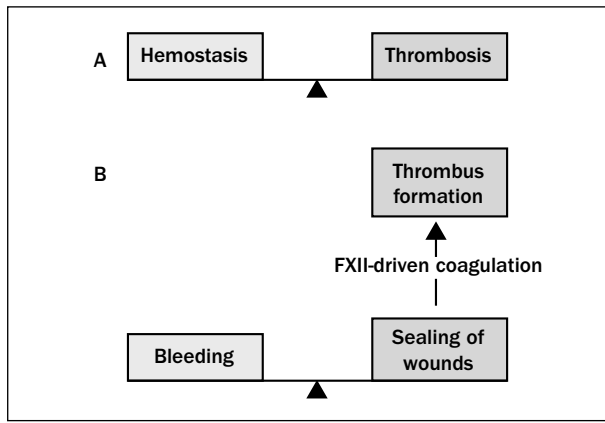 A
Hemostasis
Thrombosis
B
Thrombus
formation
FXII-driven coagulation
Bleeding
Sealing of
wounds